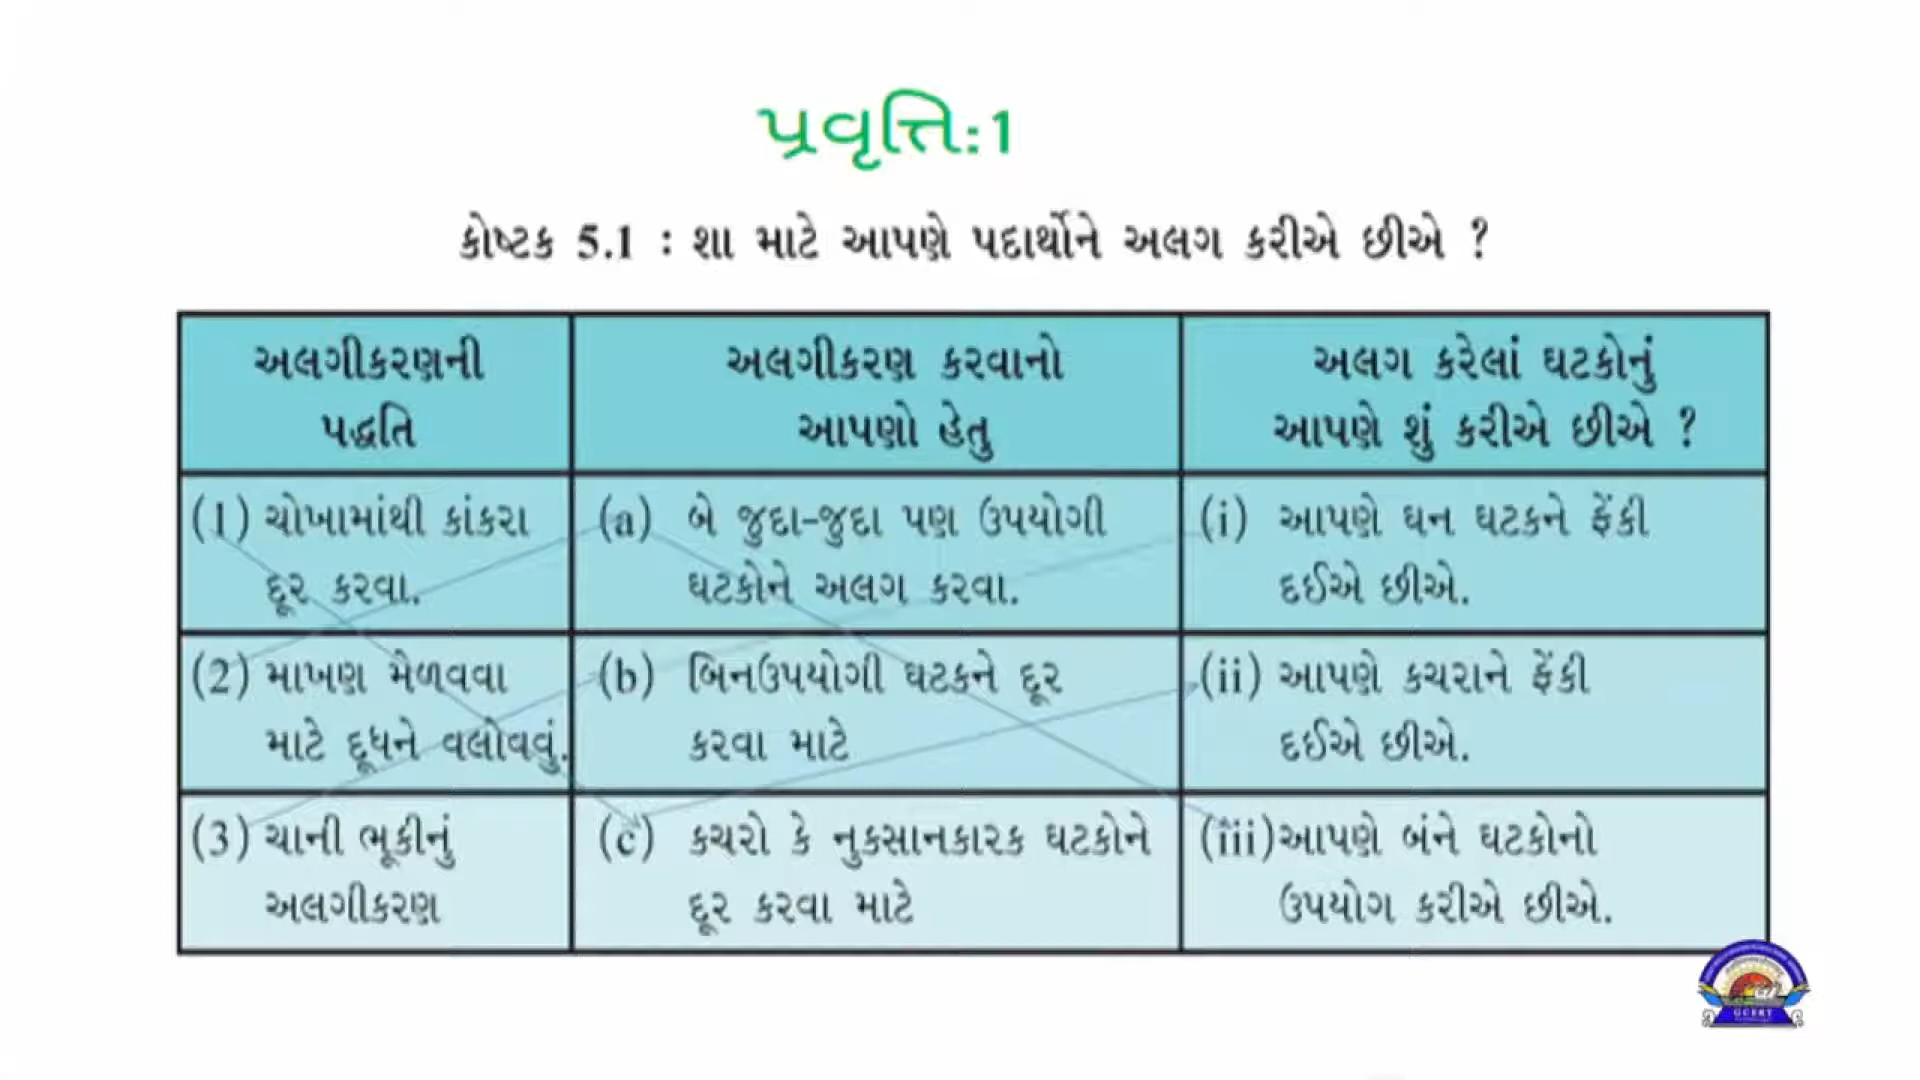 પ્રવૃત્તિ:1
કોષ્ટક 5.1 : શા માટે આપણે પદાર્થોને અલગ કરીએ છીએ ?
અલગીકરણની
પદ્ધતિ
અલગીકરણ કરવાનો
આપણો હેતુ
અલગ કરેલાં ઘટકોનું
આપણે શું કરીએ છીએ ?
(1) ચોખામાંથી કાંકરા
દૂર કરવા.
(a) બે જુદા-જુદા પણ ઉપયોગી
ઘટકોને અલગ કરવા.
(i) આપણે ઘન ઘટકને ફેંકી
દઈએ છીએ.
(2) માખણ મેળવવા
માટે દૂધને વલોવવું.
(b) બિનઉપયોગી ઘટકને દૂર
કરવા માટે
(ii) આપણે કચરાને ફેંકી
દઈએ છીએ.
(3) ચાની ભૂકીનું
અલગીકરણ
(c) કચરો કે નુકસાનકારક ઘટકોને
દૂર કરવા માટે
(iii) આપણે બંને ઘટકોનો
ઉપયોગ કરીએ છીએ.
GCERT